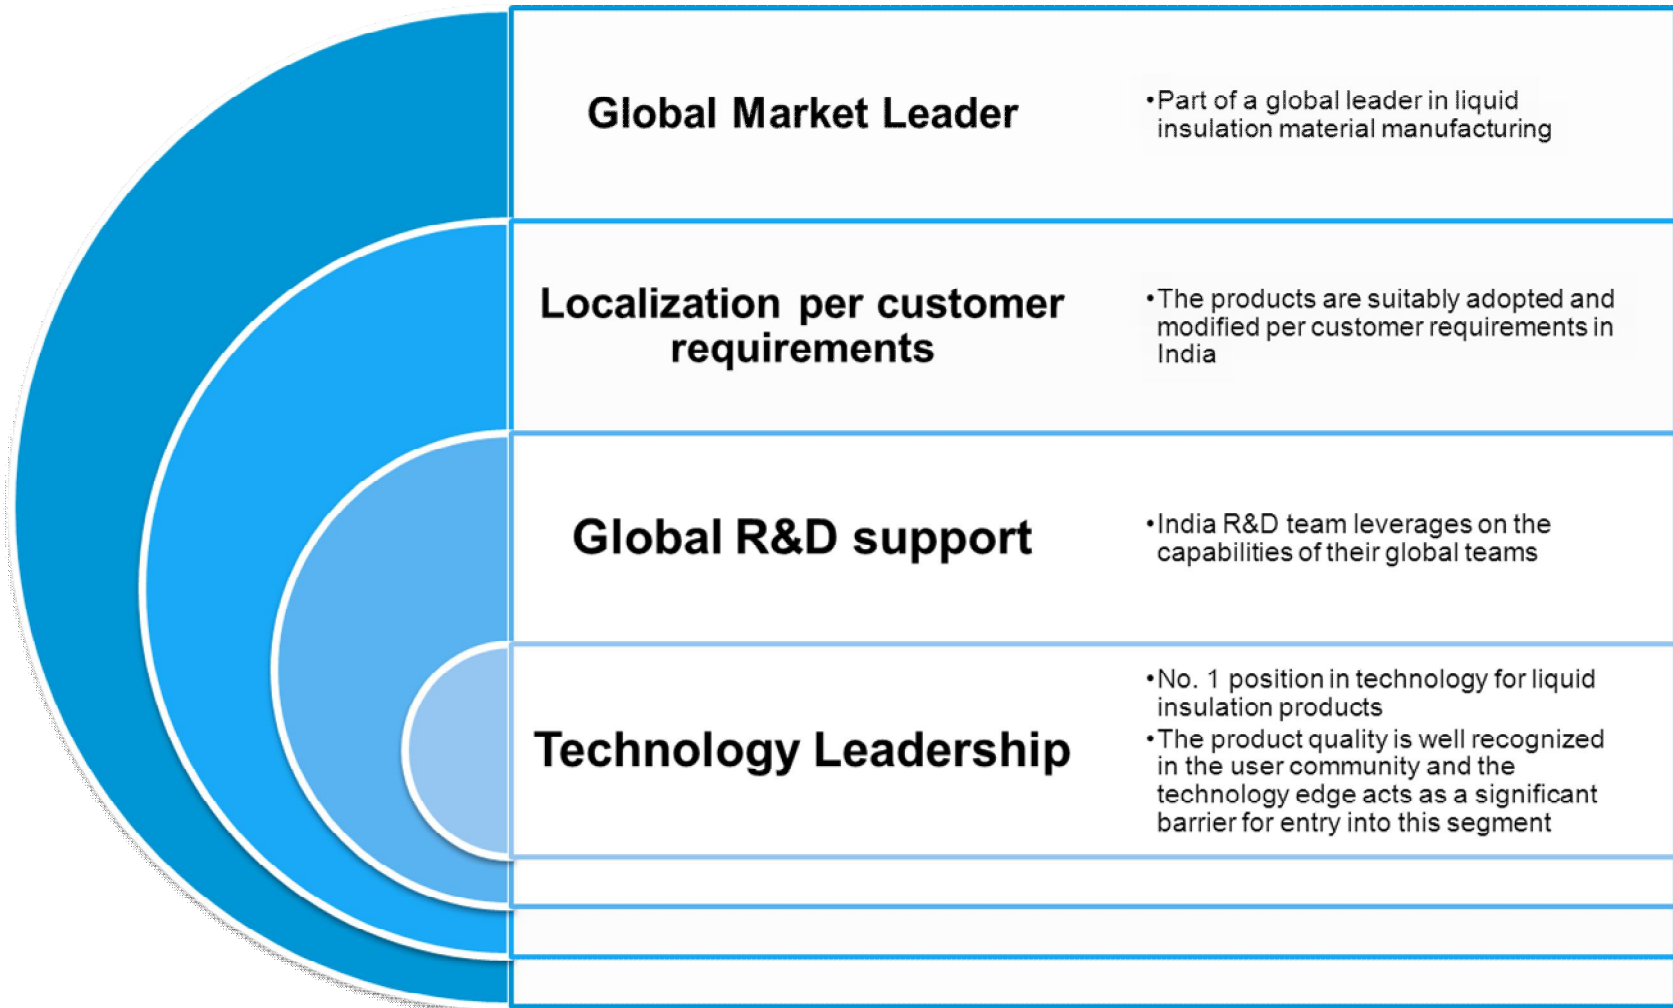 Global Market Leader
•Part of a global leader in liquid
insulation material manufacturing
Localization per customer
requirements
•The products are suitably adopted and
modified per customer requirements in
India
Global R&D support
•India R&D team leverages on the
capabilities of their global teams
Technology Leadership
•No. 1 position in technology for liquid
insulation products
•The product quality is well recognized
in the user community and the
technology edge acts as a significant
barrier for entry into this segment